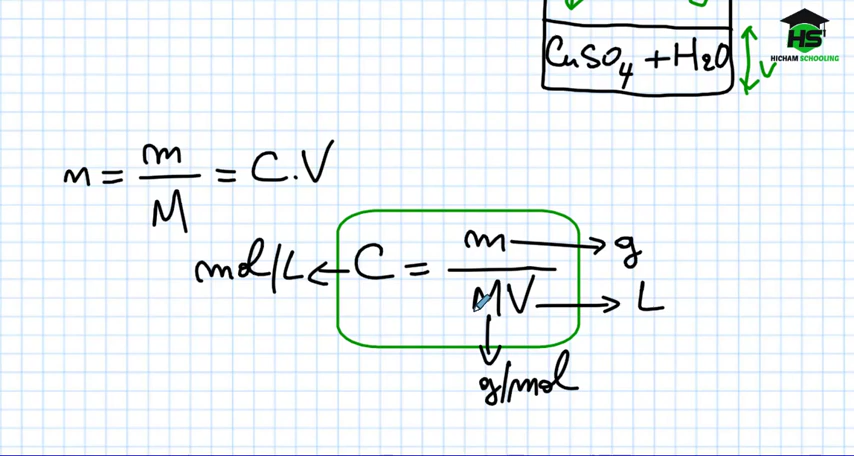 HS
HICHAM SCHOOLING
CuSO₄ + H₂O
V
n = m/M = C.V
mol/L ← C = m/MV
m → g
V → L
M ↓ g/mol